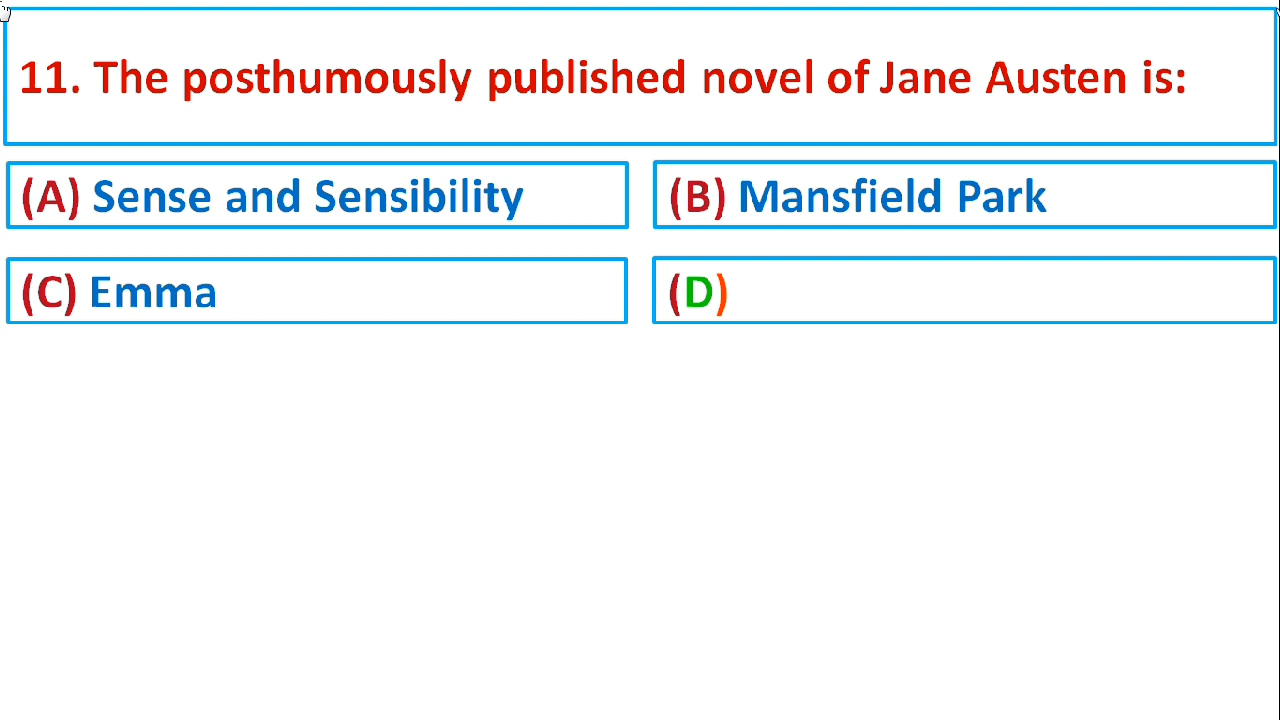 11. The posthumously published novel of Jane Austen is:
(A) Sense and Sensibility
(B) Mansfield Park
(C) Emma
(D)